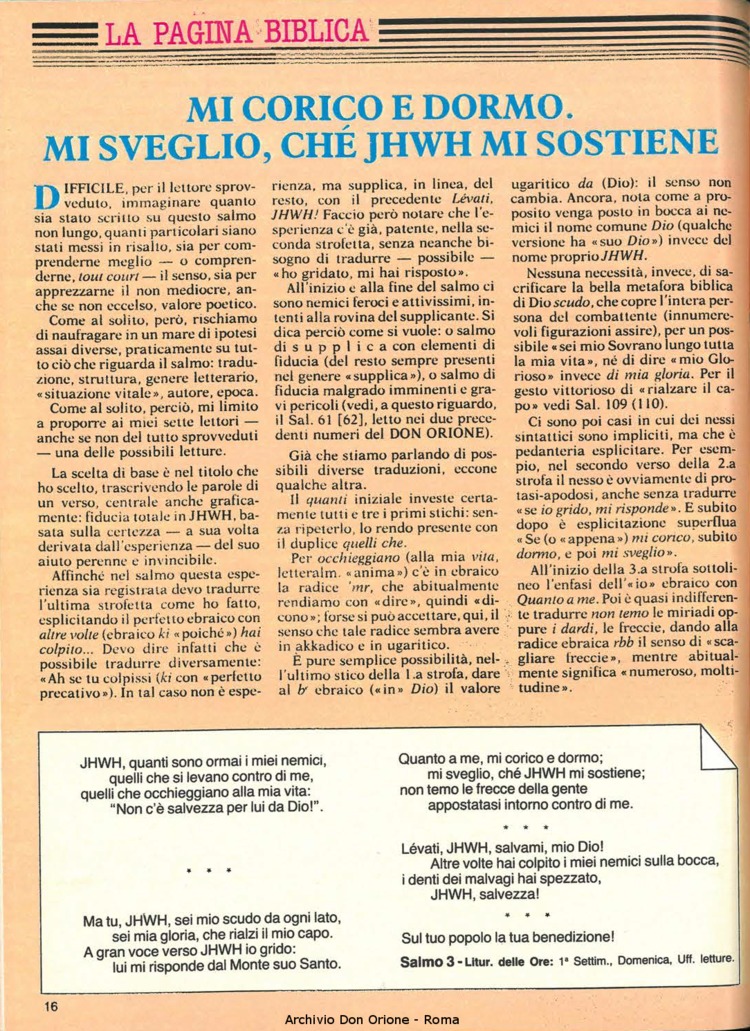 LA PAGINA BIBLICA
MI CORICO E DORMO.
MI SVEGLIO, CHÉ JHWH MI SOSTIENE
DIFFICILE, per il lettore sprov-
veduto, immaginare quanto
sia stato scritto su questo salmo
non lungo, quanti particolari siano
stati messi in risalto, sia per com-
prenderne meglio — o compren-
derne, tout court — il senso, sia per
apprezzarne il non mediocre, an-
che se non eccelso, valore poetico.
Come al solito, però, rischiamo
di naufragare in un mare di ipotesi
assai diverse, praticamente su tut-
to ciò che riguarda il salmo: tradu-
zione, struttura, genere letterario,
«situazione vitale», autore, epoca.
Come al solito, perciò, mi limito
a proporre ai miei sette lettori —
anche se non del tutto sprovveduti
— una delle possibili letture.
La scelta di base è nel titolo che
ho scelto, trascrivendo le parole di
un verso, centrale anche grafica-
mente: fiducia totale in JHWH, ba-
sata sulla certezza — a sua volta
derivata dall'esperienza — del suo
aiuto perenne e invincibile.
Affinché nel salmo questa espe-
rienza sia registrata devo tradurre
l'ultima strofetta come ho fatto,
esplicitando il perfetto ebraico con
altre volte (ebraico ki «poiché») hai
colpito... Devo dire infatti che è
possibile tradurre diversamente:
«Ah se tu colpissi (ki con «perfetto
precativo»). In tal caso non è espe-
rienza, ma supplica, in linea, del
resto, con il precedente Lévati,
JHWH! Faccio però notare che l'e-
sperienza c'è già, patente, nella se-
conda strofetta, senza neanche bi-
sogno di tradurre — possibile —
«ho gridato, mi hai risposto».
All'inizio e alla fine del salmo ci
sono nemici feroci e attivissimi, in-
tenti alla rovina del supplicante. Si
dica perciò come si vuole: o salmo
di supplica con elementi di
fiducia (del resto sempre presenti
nel genere «supplica»), o salmo di
fiducia malgrado imminenti e gra-
vi pericoli (vedi, a questo riguardo,
il Sal. 61 [62], letto nei due prece-
denti numeri del DON ORIONE).
Già che stiamo parlando di pos-
sibili diverse traduzioni, eccone
qualche altra.
Il quanti iniziale investe certa-
mente tutti e tre i primi stichi: sen-
za ripeterlo, lo rendo presente con
il duplice quelli che.
Per occhieggiano (alla mia vita,
letteralm. «anima») c'è in ebraico
la radice 'mr, che abitualmente
rendiamo con «dire», quindi «di-
cono»; forse si può accettare, qui, il
senso che tale radice sembra avere
in akkadico e in ugaritico.
È pure semplice possibilità, nel-
l'ultimo stico della 1.a strofa, dare
al be ebraico («in» Dio) il valore
ugaritico da (Dio): il senso non
cambia. Ancora, nota come a pro-
posito venga posto in bocca ai ne-
mici il nome comune Dio (qualche
versione ha «suo Dio») invece del
nome proprio JHWH.
Nessuna necessità, invece, di sa-
crificare la bella metafora biblica
di Dio scudo, che copre l'intera per-
sona del combattente (innumere-
voli figurazioni assire), per un pos-
sibile «sei mio Sovrano lungo tutta
la mia vita», né di dire «mio Glo-
rioso» invece di mia gloria. Per il
gesto vittorioso di «rialzare il ca-
po» vedi Sal. 109 (110).
Ci sono poi casi in cui dei nessi
sintattici sono impliciti, ma che è
pedanteria esplicitare. Per esem-
pio, nel secondo verso della 2.a
strofa il nesso è ovviamente di pro-
tasi-apodosi, anche senza tradurre
«se io grido, mi risponde». E subito
dopo è esplicitazione superflua
«Se (o «appena») mi corico, subito
dormo, e poi mi sveglio».
All'inizio della 3.a strofa sottoli-
neo l'enfasi dell'«io» ebraico con
Quanto a me. Poi è quasi indifferen-
te tradurre non temo le miriadi op-
pure i dardi, le freccie, dando alla
radice ebraica rbb il senso di «sca-
gliare freccie», mentre abitual-
mente significa «numeroso, molti-
tudine».
JHWH, quanti sono ormai i miei nemici,
quelli che si levano contro di me,
quelli che occhieggiano alla mia vita:
"Non c'è salvezza per lui da Dio!".
* * *
Ma tu, JHWH, sei mio scudo da ogni lato,
sei mia gloria, che rialzi il mio capo.
A gran voce verso JHWH io grido:
lui mi risponde dal Monte suo Santo.
Quanto a me, mi corico e dormo;
mi sveglio, ché JHWH mi sostiene;
non temo le frecce della gente
appostatasi intorno contro di me.
* * *
Lévati, JHWH, salvami, mio Dio!
Altre volte hai colpito i miei nemici sulla bocca,
i denti dei malvagi hai spezzato,
JHWH, salvezza!
* * *
Sul tuo popolo la tua benedizione!
Salmo 3 - Litur. delle Ore: 1ª Settim., Domenica, Uff. letture.
16
Archivio Don Orione - Roma